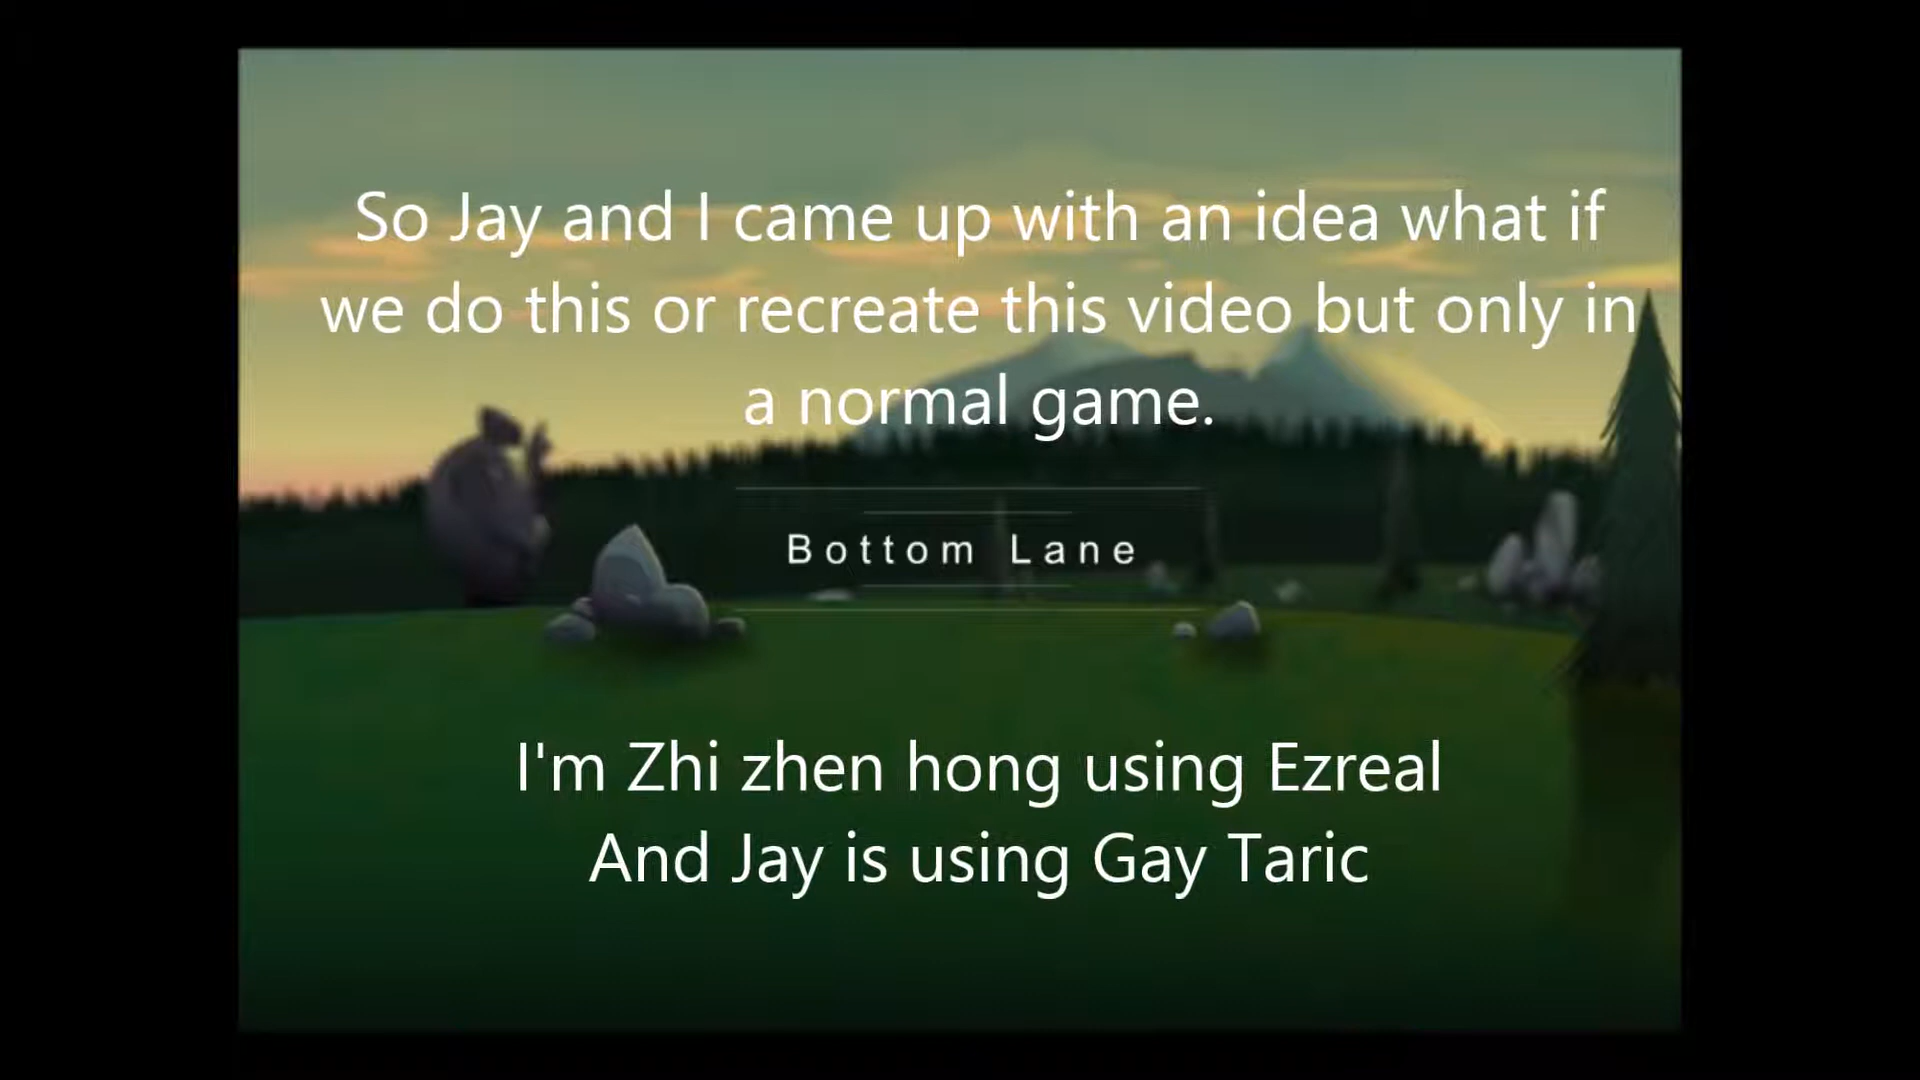 So Jay and I came up with an idea what if
we do this or recreate this video but only in
a normal game.
Bottom Lane
I'm Zhi zhen hong using Ezreal
And Jay is using Gay Taric